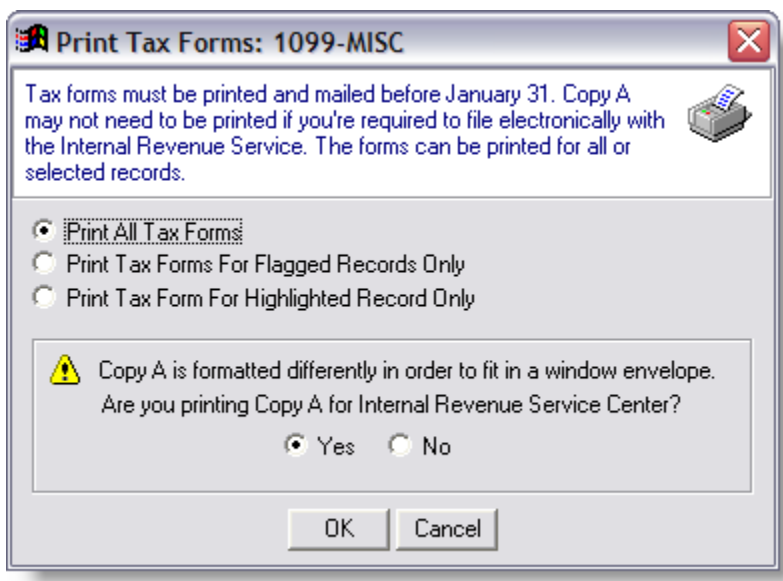 Print Tax Forms: 1099-MISC
Tax forms must be printed and mailed before January 31. Copy A
may not need to be printed if you're required to file electronically with
the Internal Revenue Service. The forms can be printed for all or
selected records.
Print All Tax Forms
Print Tax Forms For Flagged Records Only
Print Tax Form For Highlighted Record Only
Copy A is formatted differently in order to fit in a window envelope.
Are you printing Copy A for Internal Revenue Service Center?
Yes No
OK Cancel